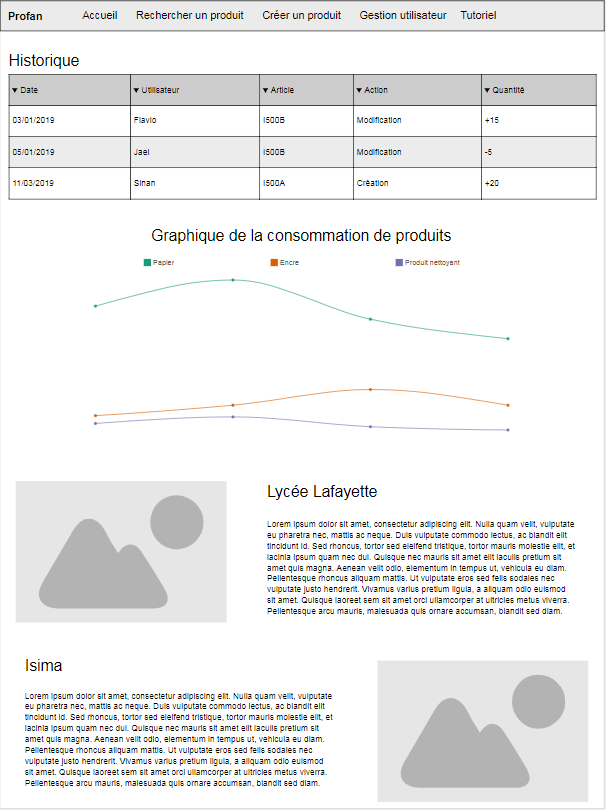 Profan Accueil Rechercher un produit Créer un produit Gestion utilisateur Tutoriel
Historique
▼ Date ▼ Utilisateur ▼ Article ▼ Action ▼ Quantité
03/01/2019 Flavio I500B Modification +15
05/01/2019 Jael I500B Modification -5
11/03/2019 Sinan I500A Création +20
Graphique de la consommation de produits
Papier Encre Produit nettoyant
Lycée Lafayette
Lorem ipsum dolor sit amet, consectetur adipiscing elit. Nulla quam velit, vulputate
eu pharetra nec, mattis ac neque. Duis vulputate commodo lectus, ac blandit elit
tincidunt id. Sed rhoncus, tortor sed eleifend tristique, tortor mauris molestie elit, et
lacinia ipsum quam nec dui. Quisque nec mauris sit amet elit iaculis pretium sit
amet quis magna. Aenean velit odio, elementum in tempus ut, vehicula eu diam.
Pellentesque rhoncus aliquam mattis. Ut vulputate eros sed felis sodales nec
vulputate justo hendrerit. Vivamus varius pretium ligula, a aliquam odio euismod
sit amet. Quisque laoreet sem sit amet orci ullamcorper at ultricies metus viverra.
Pellentesque arcu mauris, malesuada quis ornare accumsan, blandit sed diam.
Isima
Lorem ipsum dolor sit amet, consectetur adipiscing elit. Nulla quam velit, vulputate
eu pharetra nec, mattis ac neque. Duis vulputate commodo lectus, ac blandit elit
tincidunt id. Sed rhoncus, tortor sed eleifend tristique, tortor mauris molestie elit, et
lacinia ipsum quam nec dui. Quisque nec mauris sit amet elit iaculis pretium sit
amet quis magna. Aenean velit odio, elementum in tempus ut, vehicula eu diam.
Pellentesque rhoncus aliquam mattis. Ut vulputate eros sed felis sodales nec
vulputate justo hendrerit. Vivamus varius pretium ligula, a aliquam odio euismod
sit amet. Quisque laoreet sem sit amet orci ullamcorper at ultricies metus viverra.
Pellentesque arcu mauris, malesuada quis ornare accumsan, blandit sed diam.